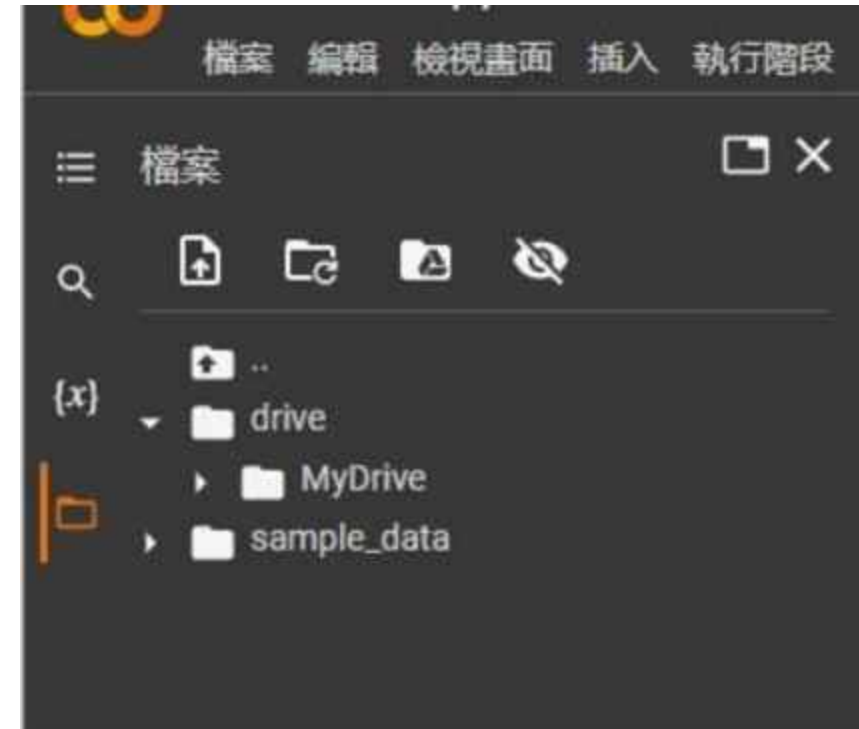 檔案 編輯 檢視畫面 插入 執行階段
檔案
..
{x}
drive
MyDrive
sample_data